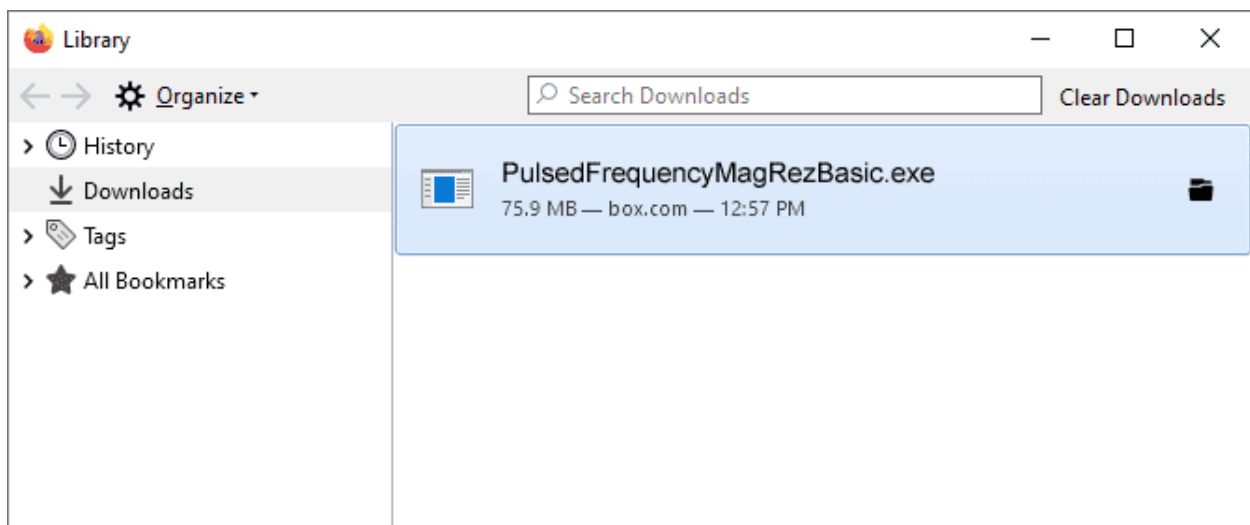 Library
Organize
Search Downloads
Clear Downloads
History
Downloads
Tags
All Bookmarks
PulsedFrequencyMagRezBasic.exe
75.9 MB — box.com — 12:57 PM